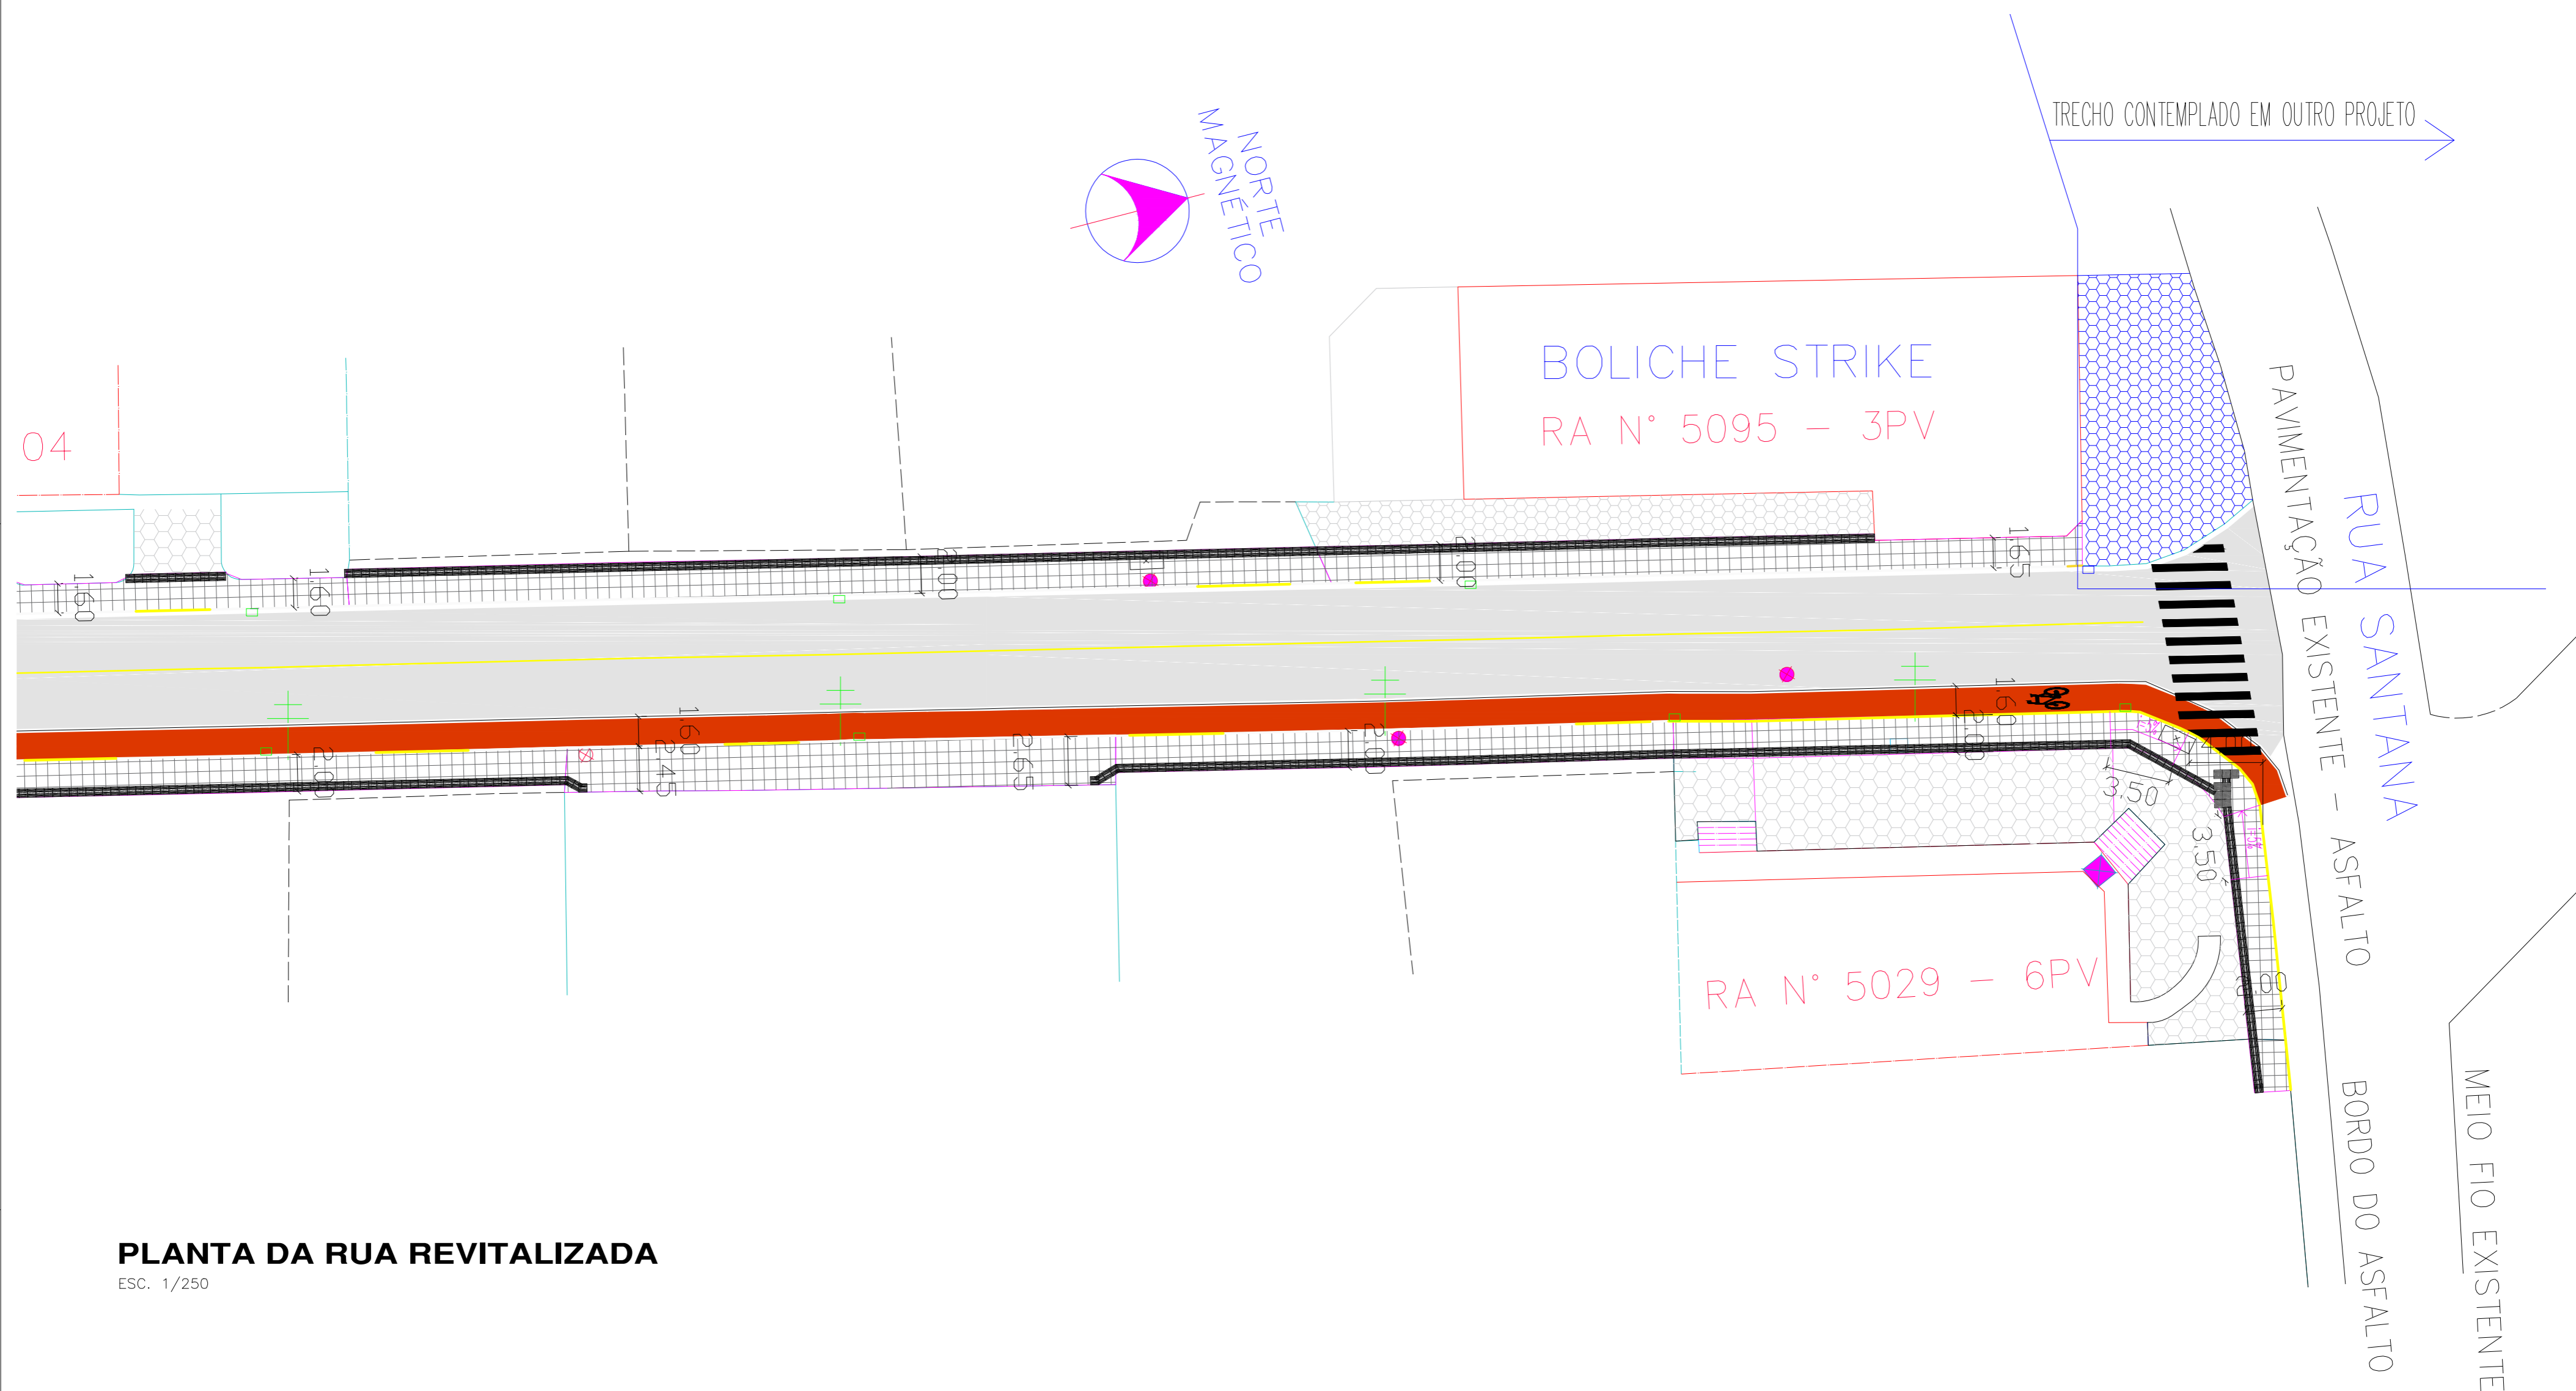 TRECHO CONTEMPLADO EM OUTRO PROJETO
NORTE
MAGNÉTICO
BOLICHE STRIKE
RA N° 5095 - 3PV
04
PAVIMENTAÇÃO EXISTENTE - ASFALTO
RUA SANTANA
1,60
1,60
2,00
2,00
1,65
1,60
2,00
2,00
1,60
2,45
2,65
2,00
3,50
3,50
RA N° 5029 - 6PV
BORDO DO ASFALTO
MEIO FIO EXISTENTE
PLANTA DA RUA REVITALIZADA
ESC. 1/250